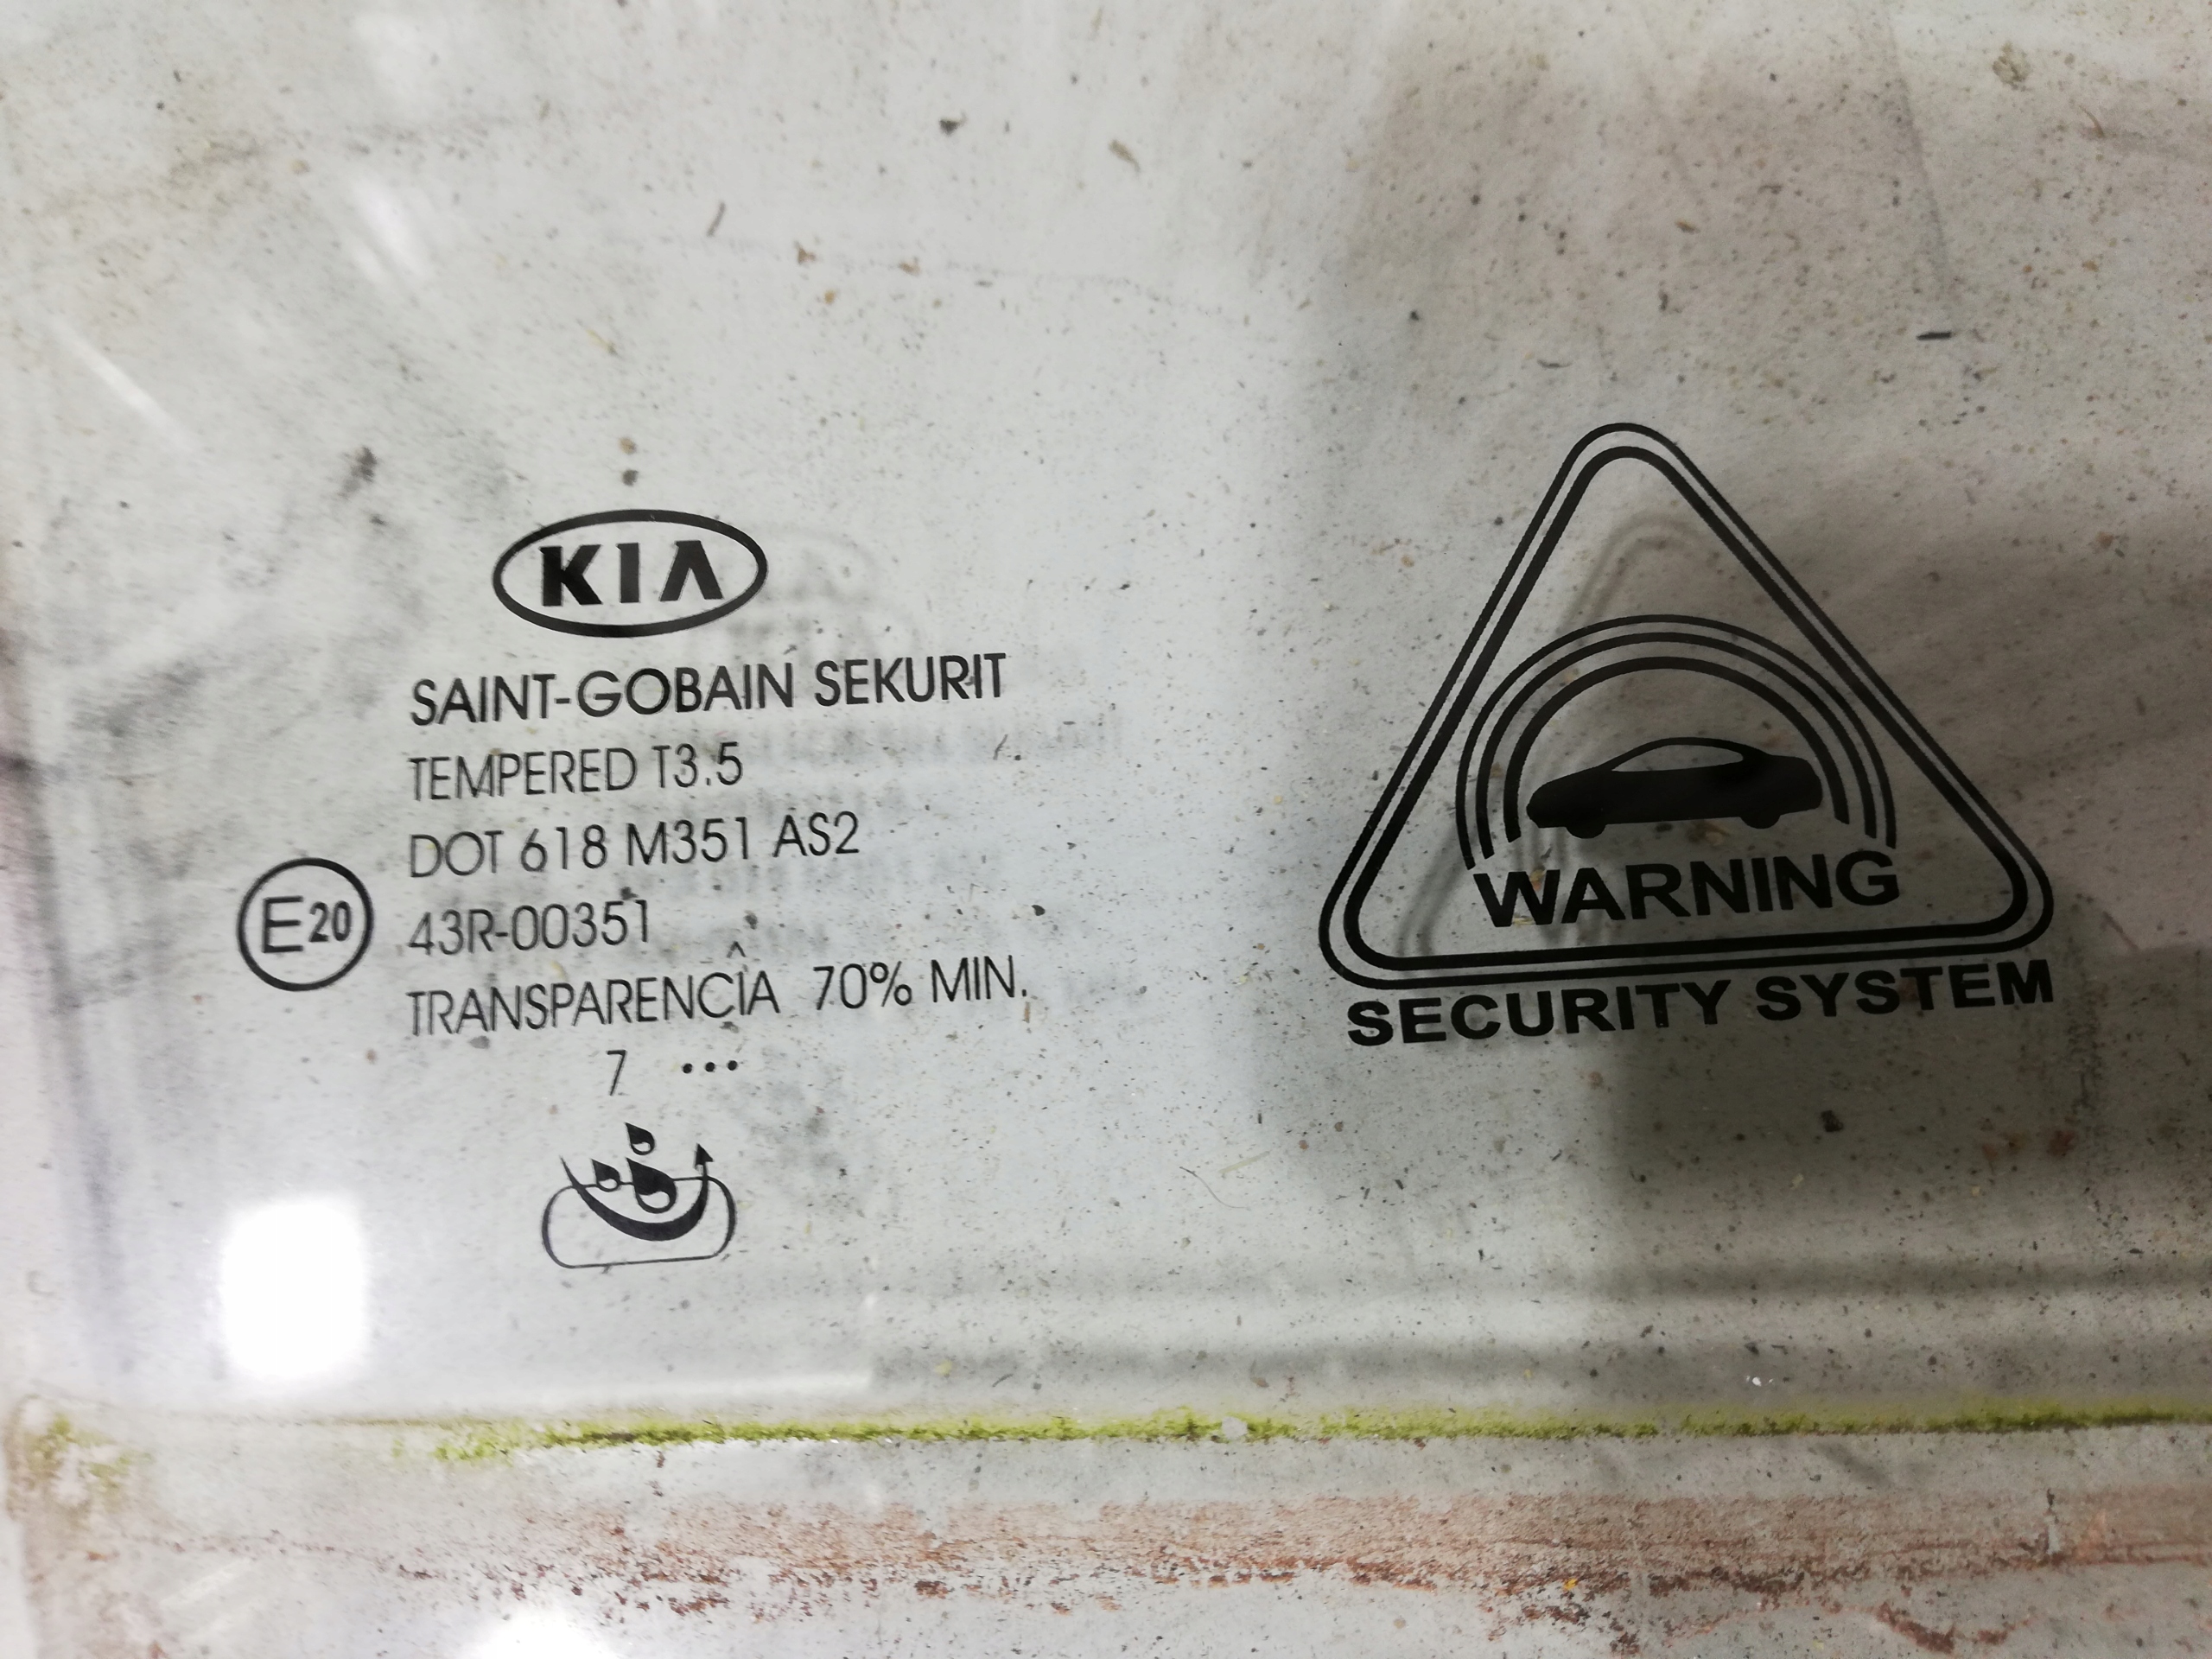 KIA
SAINT-GOBAIN SEKURIT
TEMPERED T3.5
DOT 618 M351 AS2
E20
43R-00351
TRANSPARENCÎA 70% MIN.
7 •••
WARNING
SECURITY SYSTEM